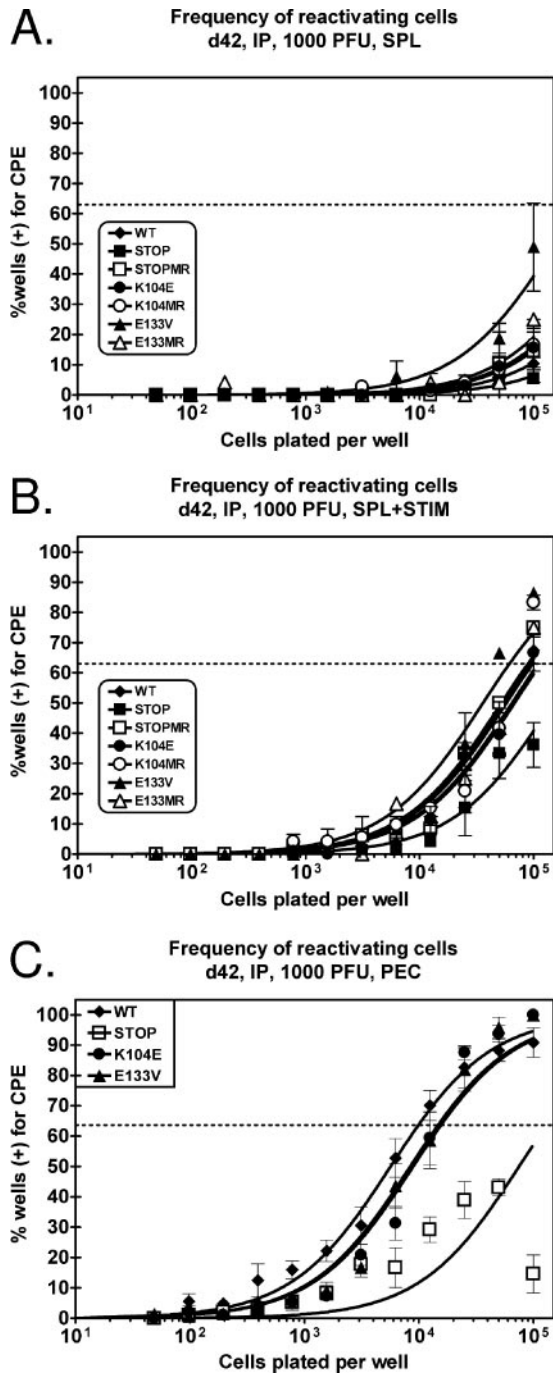 A.
Frequency of reactivating cells
d42, IP, 1000 PFU, SPL
%wells (+) for CPE
100
90
80
70
60
50
40
30
20
10
0
WT
STOP
STOPMR
K104E
K104MR
E133V
E133MR
10¹ 10² 10³ 10⁴ 10⁵
Cells plated per well
B.
Frequency of reactivating cells
d42, IP, 1000 PFU, SPL+STIM
%wells (+) for CPE
100
90
80
70
60
50
40
30
20
10
0
WT
STOP
STOPMR
K104E
K104MR
E133V
E133MR
10¹ 10² 10³ 10⁴ 10⁵
Cells plated per well
C.
Frequency of reactivating cells
d42, IP, 1000 PFU, PEC
% wells (+) for CPE
100
90
80
70
60
50
40
30
20
10
0
WT
STOP
K104E
E133V
10¹ 10² 10³ 10⁴ 10⁵
Cells plated per well